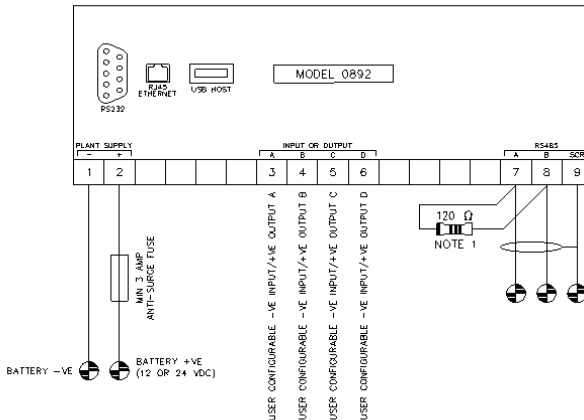 RS232
RJ45
ETHERNET
USB HOST
MODEL 0892
PLANT SUPPLY
- +
INPUT OR OUTPUT
A B C D
RS485
A B SCR
1 2 3 4 5 6 7 8 9
120 Ω
NOTE 1
MIN 3 AMP
ANTI-SURGE FUSE
USER CONFIGURABLE -VE INPUT/+VE OUTPUT A
USER CONFIGURABLE -VE INPUT/+VE OUTPUT B
USER CONFIGURABLE -VE INPUT/+VE OUTPUT C
USER CONFIGURABLE -VE INPUT/+VE OUTPUT D
BATTERY -VE
BATTERY +VE
(12 OR 24 VDC)